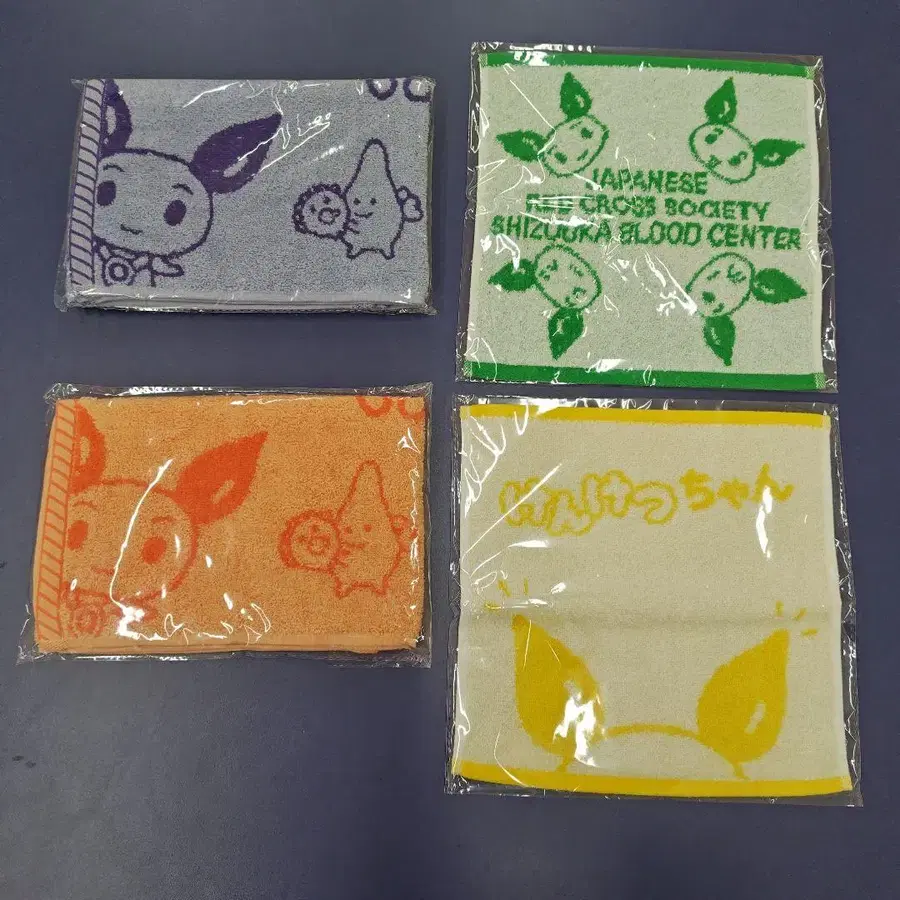 JAPANESE
RED CROSS SOCIETY
SHIZUOKA BLOOD CENTER
けんけつちゃん